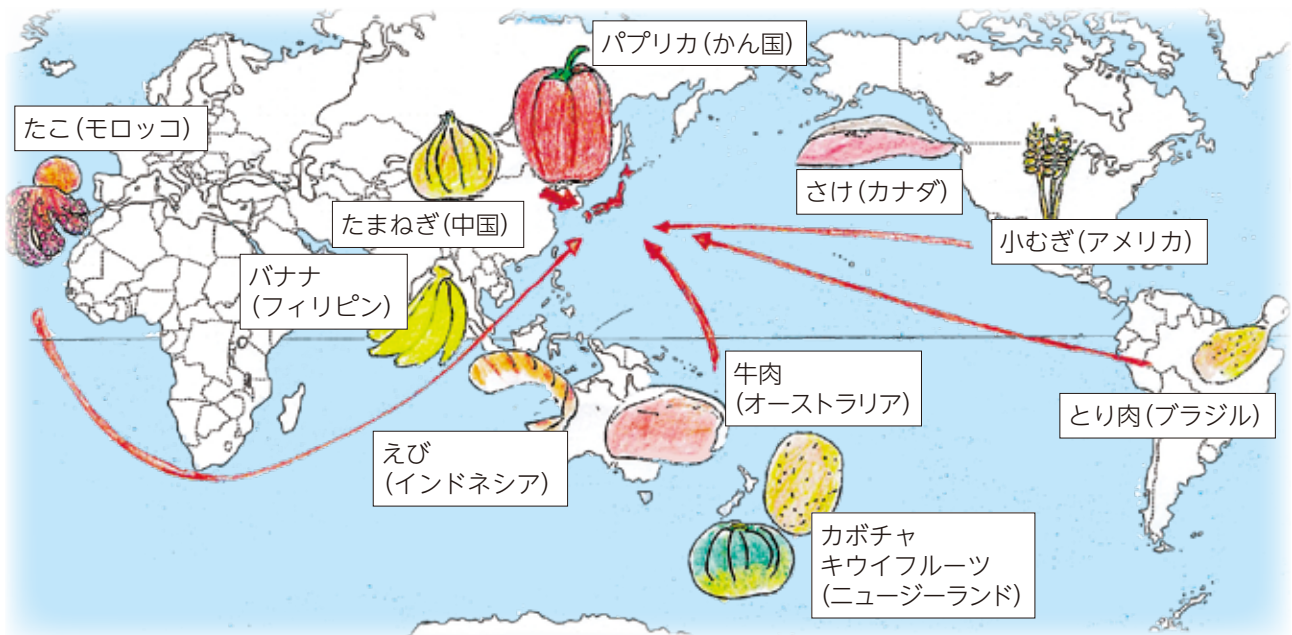 パプリカ(かん国)
たこ(モロッコ)
さけ(カナダ)
たまねぎ(中国)
小むぎ(アメリカ)
バナナ
(フィリピン)
牛肉
(オーストラリア)
とり肉(ブラジル)
えび
(インドネシア)
カボチャ
キウイフルーツ
(ニュージーランド)